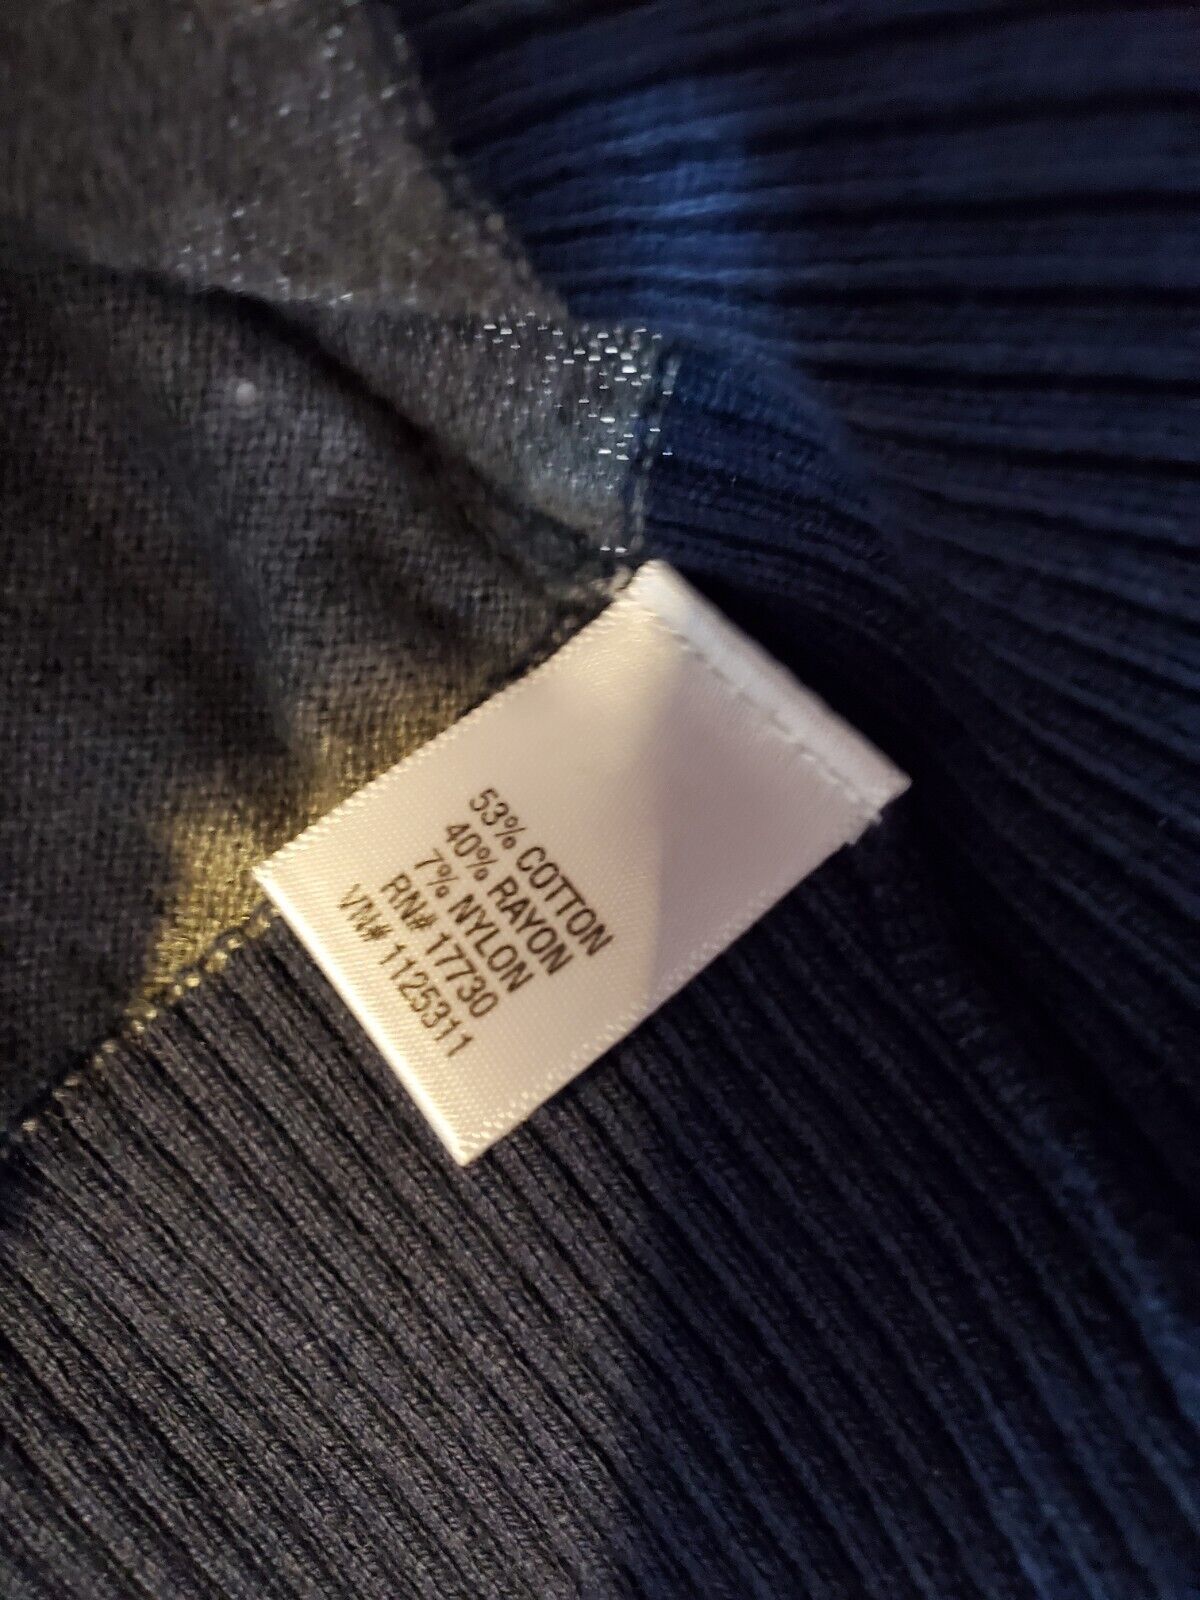 53% COTTON
40% RAYON
7% NYLON
RN# 17730
VN# 1125311